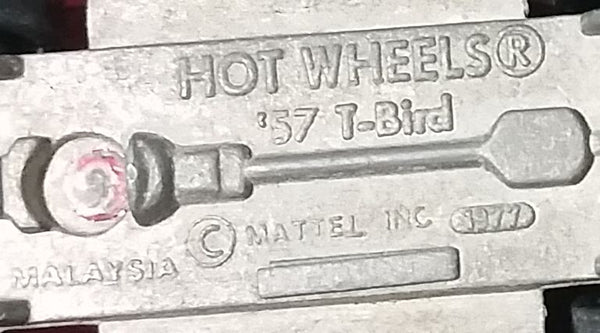 HOT WHEELS®
'57 T-Bird
© MATTEL INC 1977
MALAYSIA